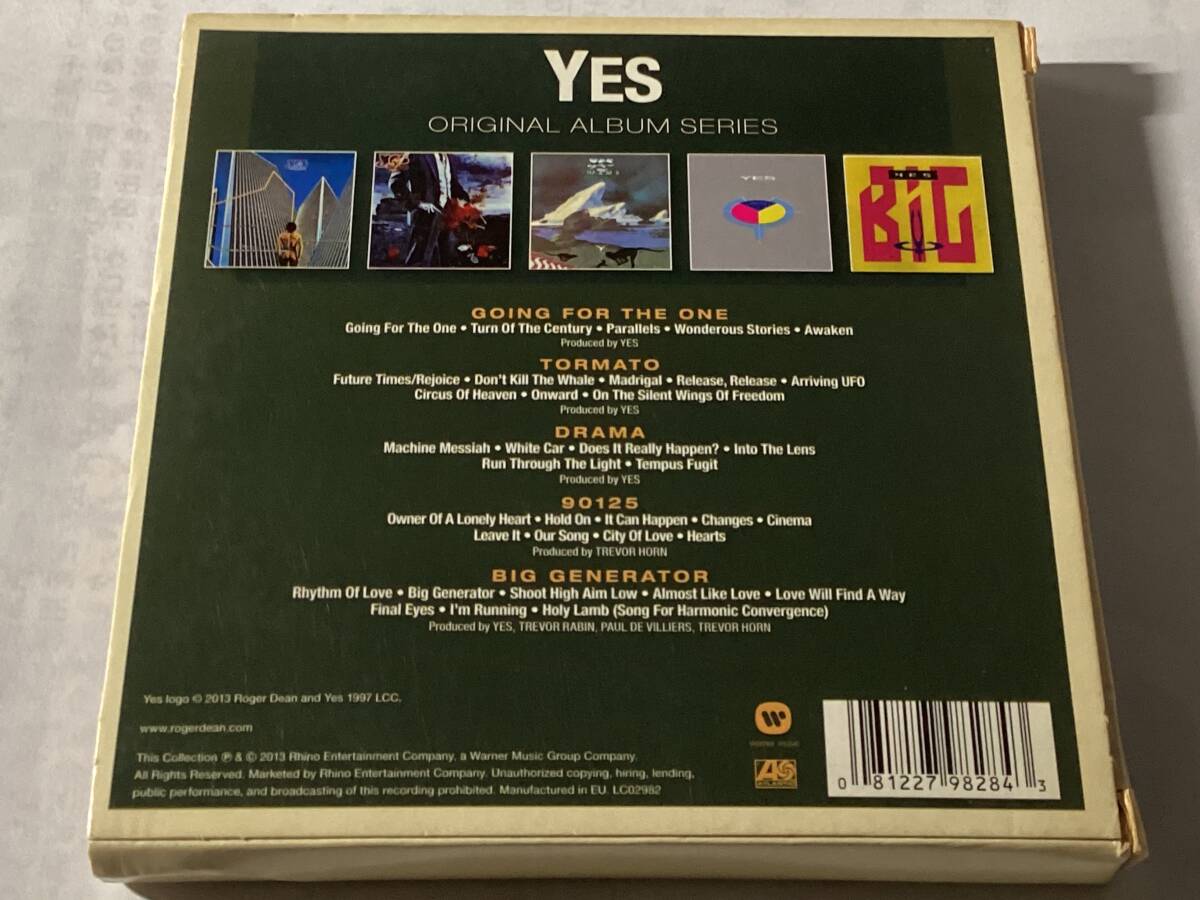 YES
ORIGINAL ALBUM SERIES
YES
YES
BIG
GOING FOR THE ONE
Going For The One • Turn Of The Century • Parallels • Wonderous Stories • Awaken
Produced by YES
TORMATO
Future Times/Rejoice • Don't Kill The Whale • Madrigal • Release, Release • Arriving UFO
Circus Of Heaven • Onward • On The Silent Wings Of Freedom
Produced by YES
DRAMA
Machine Messiah • White Car • Does It Really Happen? • Into The Lens
Run Through The Light • Tempus Fugit
Produced by YES
90125
Owner Of A Lonely Heart • Hold On • It Can Happen • Changes • Cinema
Leave It • Our Song • City Of Love • Hearts
Produced by TREVOR HORN
BIG GENERATOR
Rhythm Of Love • Big Generator • Shoot High Aim Low • Almost Like Love • Love Will Find A Way
Final Eyes • I'm Running • Holy Lamb (Song For Harmonic Convergence)
Produced by YES, TREVOR RABIN, PAUL DE VILLIERS, TREVOR HORN
Yes logo © 2013 Roger Dean and Yes 1997 LCC.
www.rogerdean.com
This Collection ℗ & © 2013 Rhino Entertainment Company, a Warner Music Group Company.
All Rights Reserved. Marketed by Rhino Entertainment Company. Unauthorized copying, hiring, lending,
public performance, and broadcasting of this recording prohibited. Manufactured in EU. LC02982
ATLANTIC
0 81227 98284 3